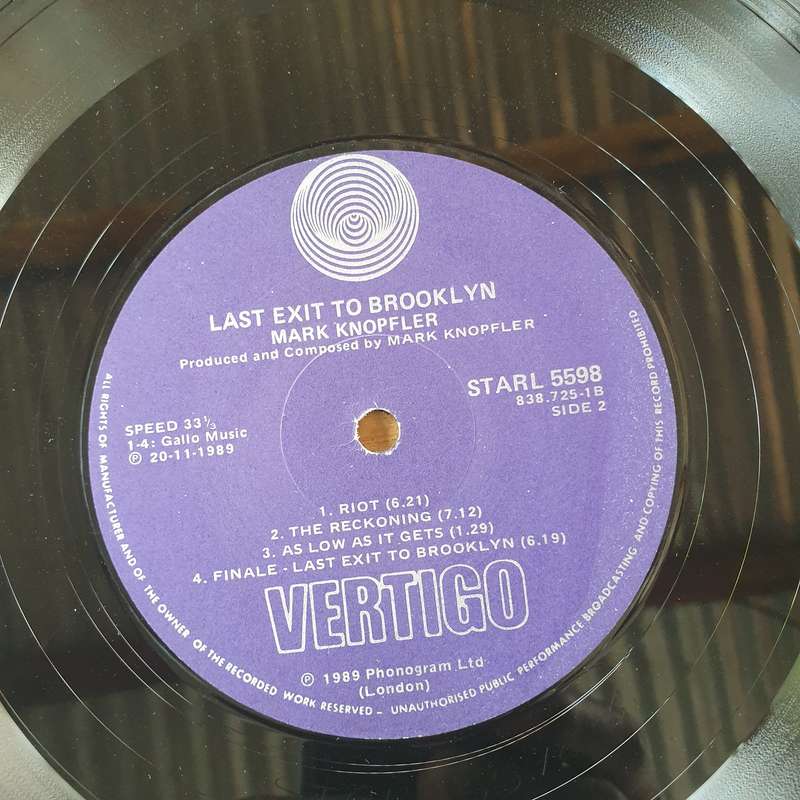 LAST EXIT TO BROOKLYN
MARK KNOPFLER
Produced and Composed by MARK KNOPFLER
STARL 5598
838.725-1B
SIDE 2
SPEED 33⅓
1-4: Gallo Music
℗ 20-11-1989
1. RIOT (6.21)
2. THE RECKONING (7.12)
3. AS LOW AS IT GETS (1.29)
4. FINALE - LAST EXIT TO BROOKLYN (6.19)
VERTIGO
℗ 1989 Phonogram Ltd
(London)
ALL RIGHTS OF MANUFACTURER AND OF THE OWNER OF THE RECORDED WORK RESERVED – UNAUTHORISED PUBLIC PERFORMANCE BROADCASTING AND COPYING OF THIS RECORD PROHIBITED